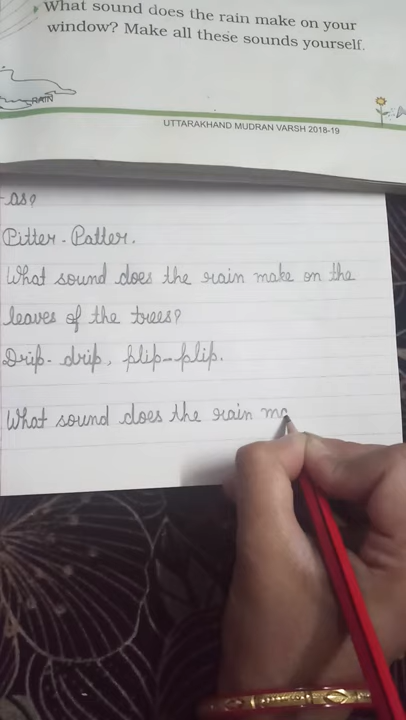 What sound does the rain make on your
window? Make all these sounds yourself.
RAIN
UTTARAKHAND MUDRAN VARSH 2018-19
as?
Pitter-Patter.
What sound does the rain make on the
leaves of the trees?
Drip-drip, plip-plip.
What sound does the rain ma